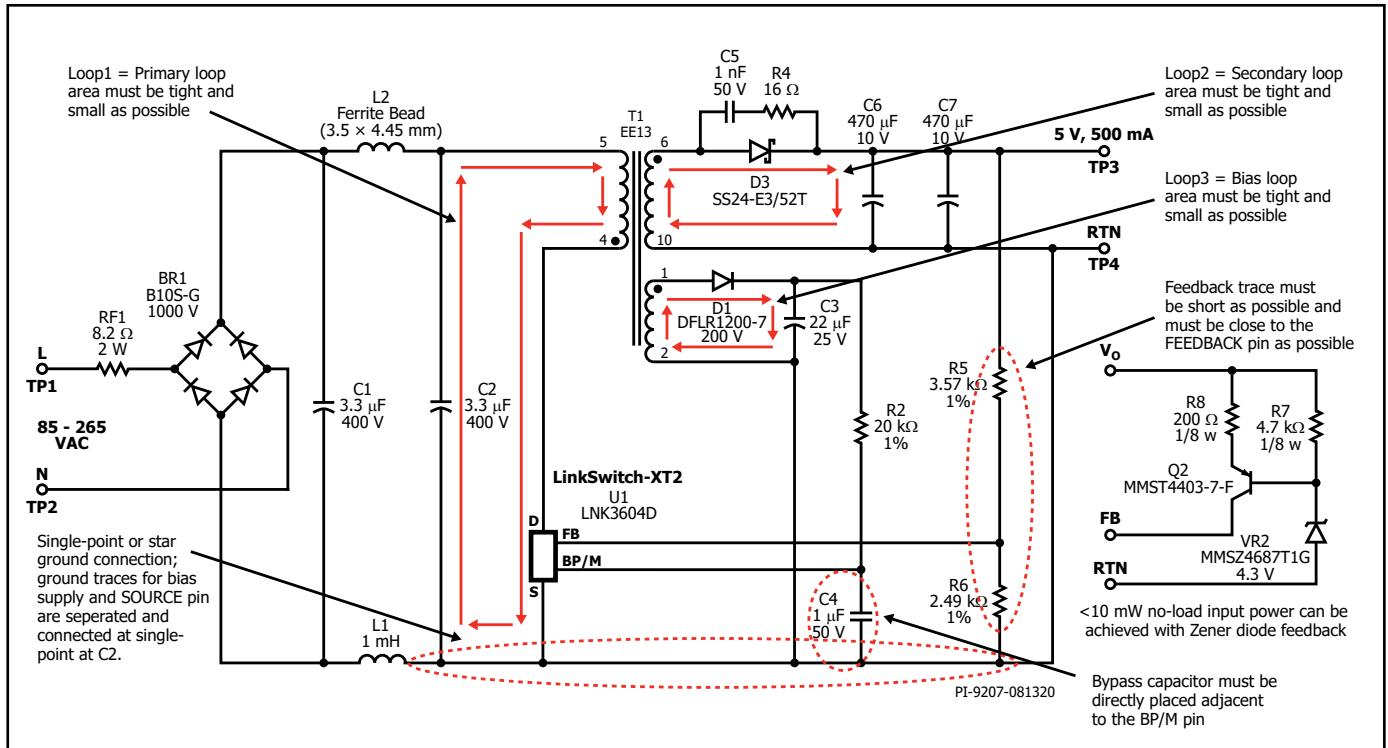 Loop1 = Primary loop
area must be tight and
small as possible
L2
Ferrite Bead
(3.5 × 4.45 mm)
C5
1 nF
50 V
R4
16 Ω
T1
EE13
5
4
6
10
1
2
C6
470 µF
10 V
C7
470 µF
10 V
Loop2 = Secondary loop
area must be tight and
small as possible
5 V, 500 mA
TP3
D3
SS24-E3/52T
Loop3 = Bias loop
area must be tight and
small as possible
RTN
TP4
BR1
B10S-G
1000 V
RF1
8.2 Ω
2 W
L
TP1
85 - 265
VAC
N
TP2
C1
3.3 µF
400 V
C2
3.3 µF
400 V
D1
DFLR1200-7
200 V
C3
22 µF
25 V
Feedback trace must
be short as possible and
must be close to the
FEEDBACK pin as possible
R2
20 kΩ
1%
R5
3.57 kΩ
1%
VO
R8
200 Ω
1/8 w
R7
4.7 kΩ
1/8 w
Q2
MMST4403-7-F
FB
RTN
VR2
MMSZ4687T1G
4.3 V
<10 mW no-load input power can be
achieved with Zener diode feedback
LinkSwitch-XT2
U1
LNK3604D
D
FB
BP/M
S
Single-point or star
ground connection;
ground traces for bias
supply and SOURCE pin
are seperated and
connected at single-
point at C2.
L1
1 mH
C4
1 µF
50 V
R6
2.49 kΩ
1%
PI-9207-081320
Bypass capacitor must be
directly placed adjacent
to the BP/M pin